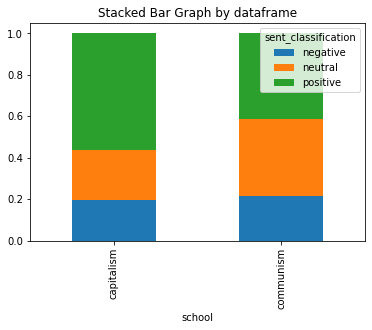 Stacked Bar Graph by dataframe
1.0
0.8
0.6
0.4
0.2
0.0
sent_classification
negative
neutral
positive
capitalism
communism
school